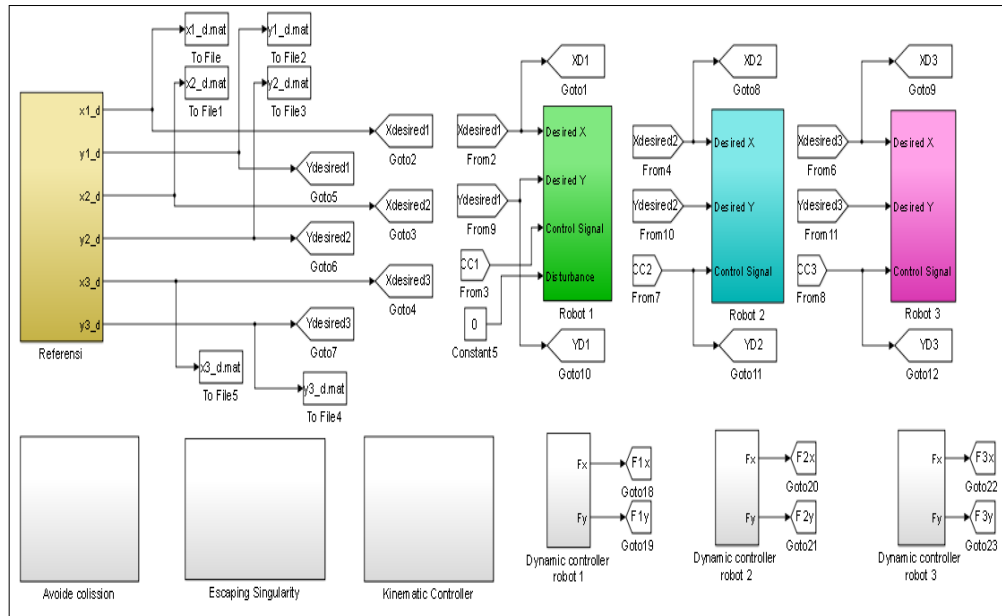 x1_d.mat
To File
y1_d.mat
To File2
x2_d.mat
To File1
y2_d.mat
To File3
x1_d
y1_d
x2_d
y2_d
x3_d
y3_d
Referensi
Xdesired1
Goto2
Ydesired1
Goto5
Xdesired2
Goto3
Ydesired2
Goto6
Xdesired3
Goto4
Ydesired3
Goto7
x3_d.mat
To File5
y3_d.mat
To File4
XD1
Goto1
Xdesired1
From2
Ydesired1
From9
CC1
From3
0
Constant5
Desired X
Desired Y
Control Signal
Disturbance
Robot 1
YD1
Goto10
XD2
Goto8
Xdesired2
From4
Ydesired2
From10
CC2
From7
Desired X
Desired Y
Control Signal
Robot 2
YD2
Goto11
XD3
Goto9
Xdesired3
From6
Ydesired3
From11
CC3
From8
Desired X
Desired Y
Control Signal
Robot 3
YD3
Goto12
Avoide colission
Escaping Singularity
Kinematic Controller
Fx
Fy
F1x
Goto18
F1y
Goto19
Dynamic controller
robot 1
Fx
Fy
F2x
Goto20
F2y
Goto21
Dynamic controller
robot 2
Fx
Fy
F3x
Goto22
F3y
Goto23
Dynamic controller
robot 3